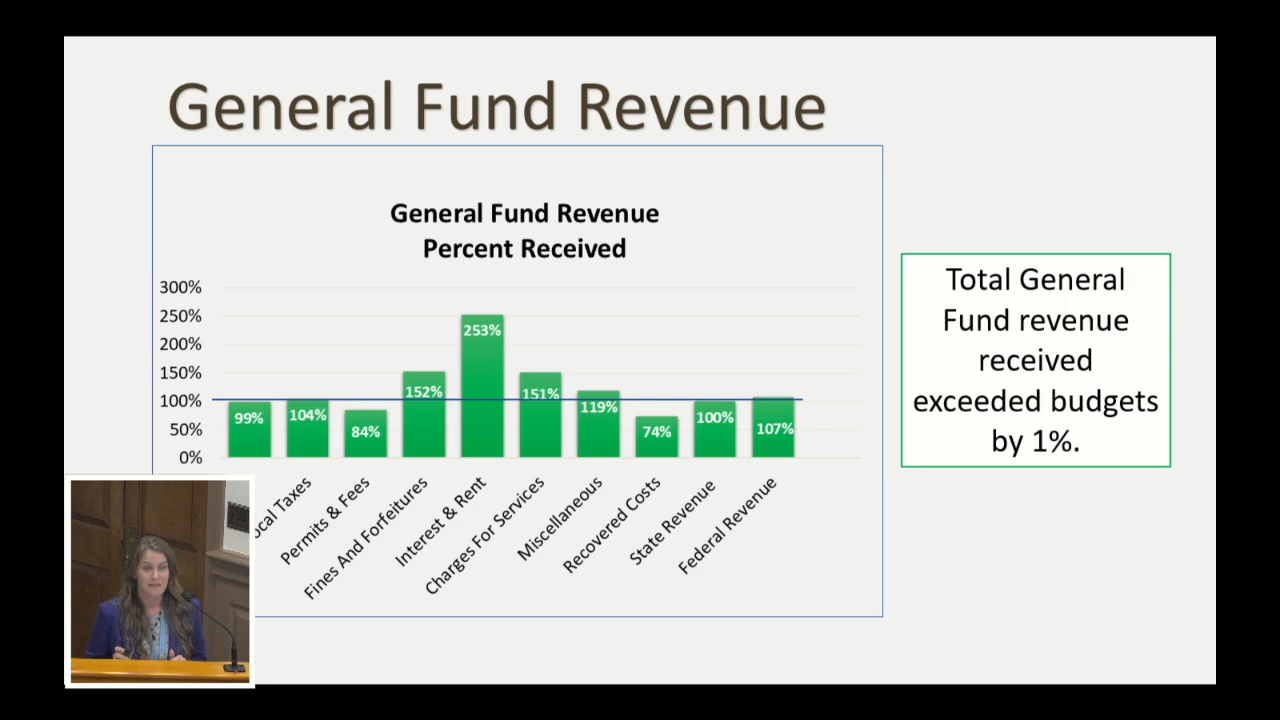 General Fund Revenue
General Fund Revenue
Percent Received
300%
250%
200%
150%
100%
50%
0%
99%
104%
84%
152%
253%
151%
119%
74%
100%
107%
Taxes
Permits & Fees
Fines And Forfeitures
Interest & Rent
Charges For Services
Miscellaneous
Recovered Costs
State Revenue
Federal Revenue
Total General
Fund revenue
received
exceeded budgets
by 1%.